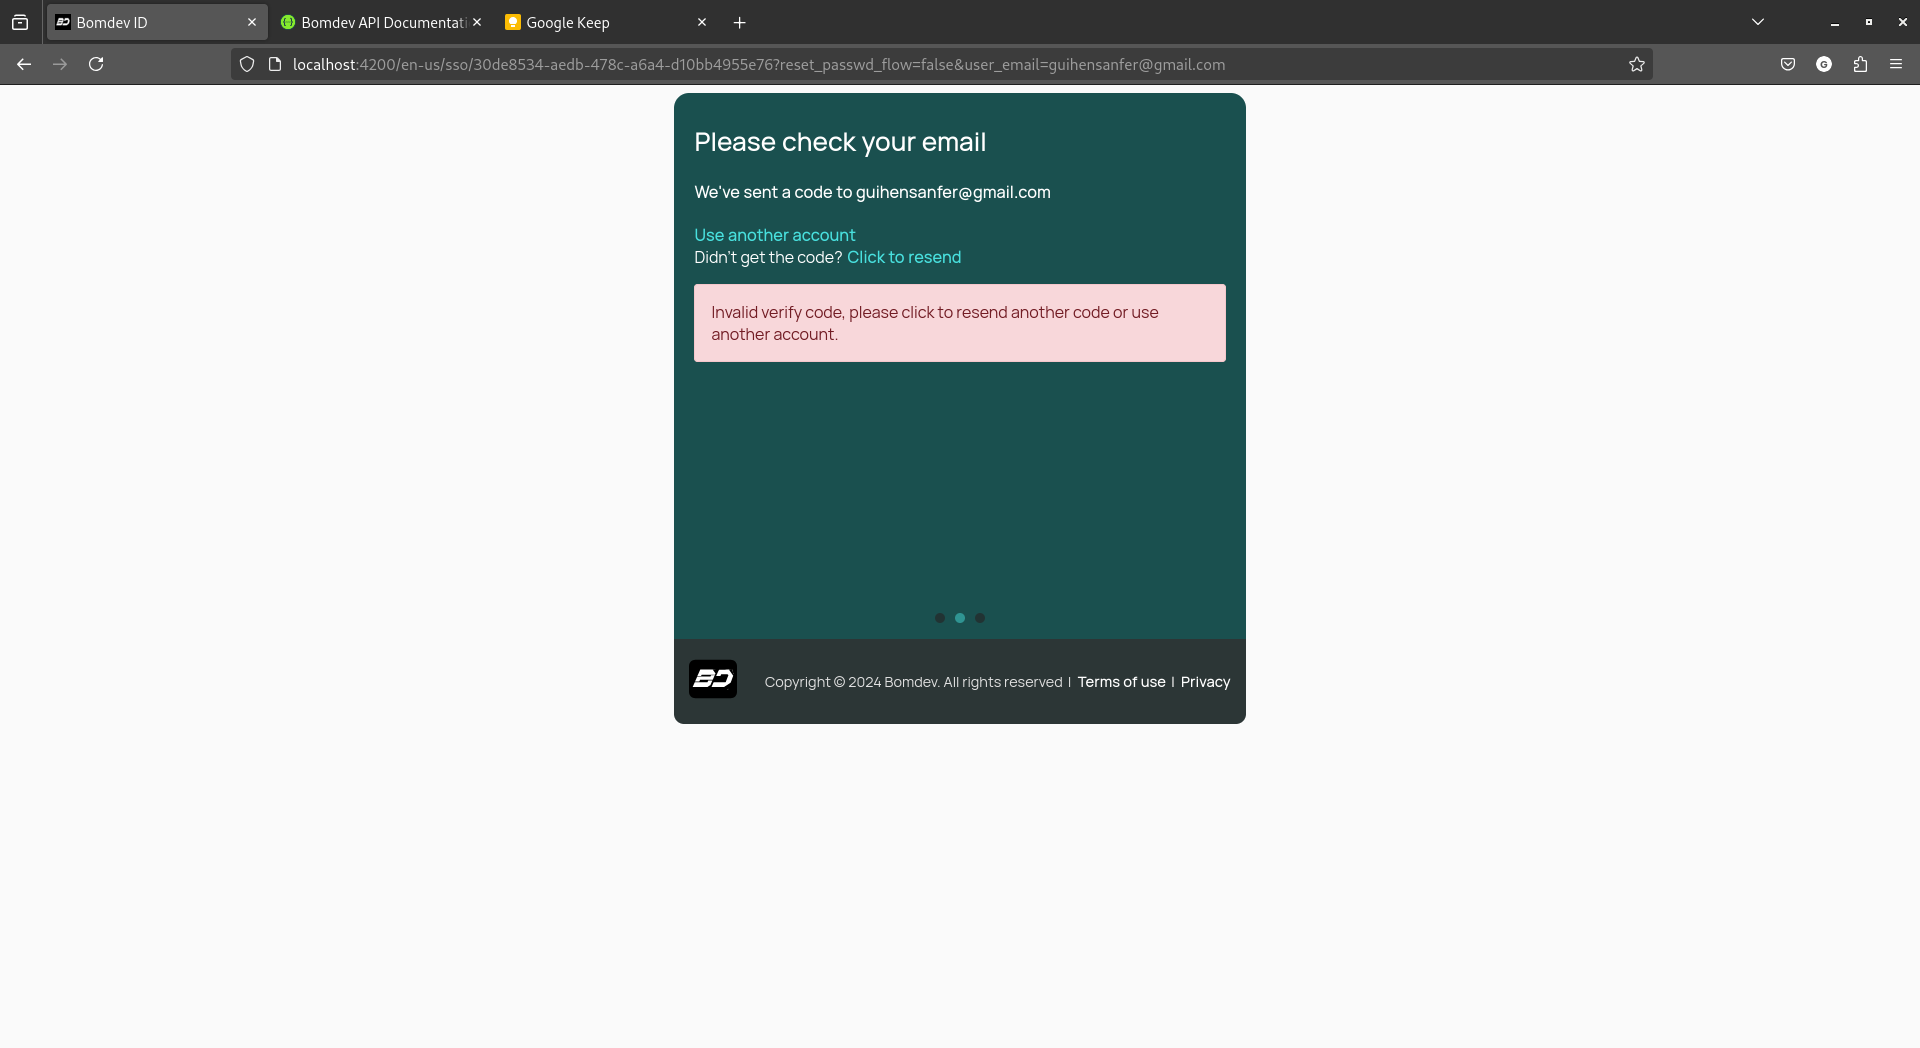 Bomdev ID
Bomdev API Documentati
Google Keep
localhost:4200/en-us/sso/30de8534-aedb-478c-a6a4-d10bb4955e76?reset_passwd_flow=false&user_email=guihensanfer@gmail.com
G
Please check your email
We've sent a code to guihensanfer@gmail.com
Use another account
Didn't get the code? Click to resend
Invalid verify code, please click to resend another code or use
another account.
BD
Copyright © 2024 Bomdev. All rights reserved | Terms of use | Privacy